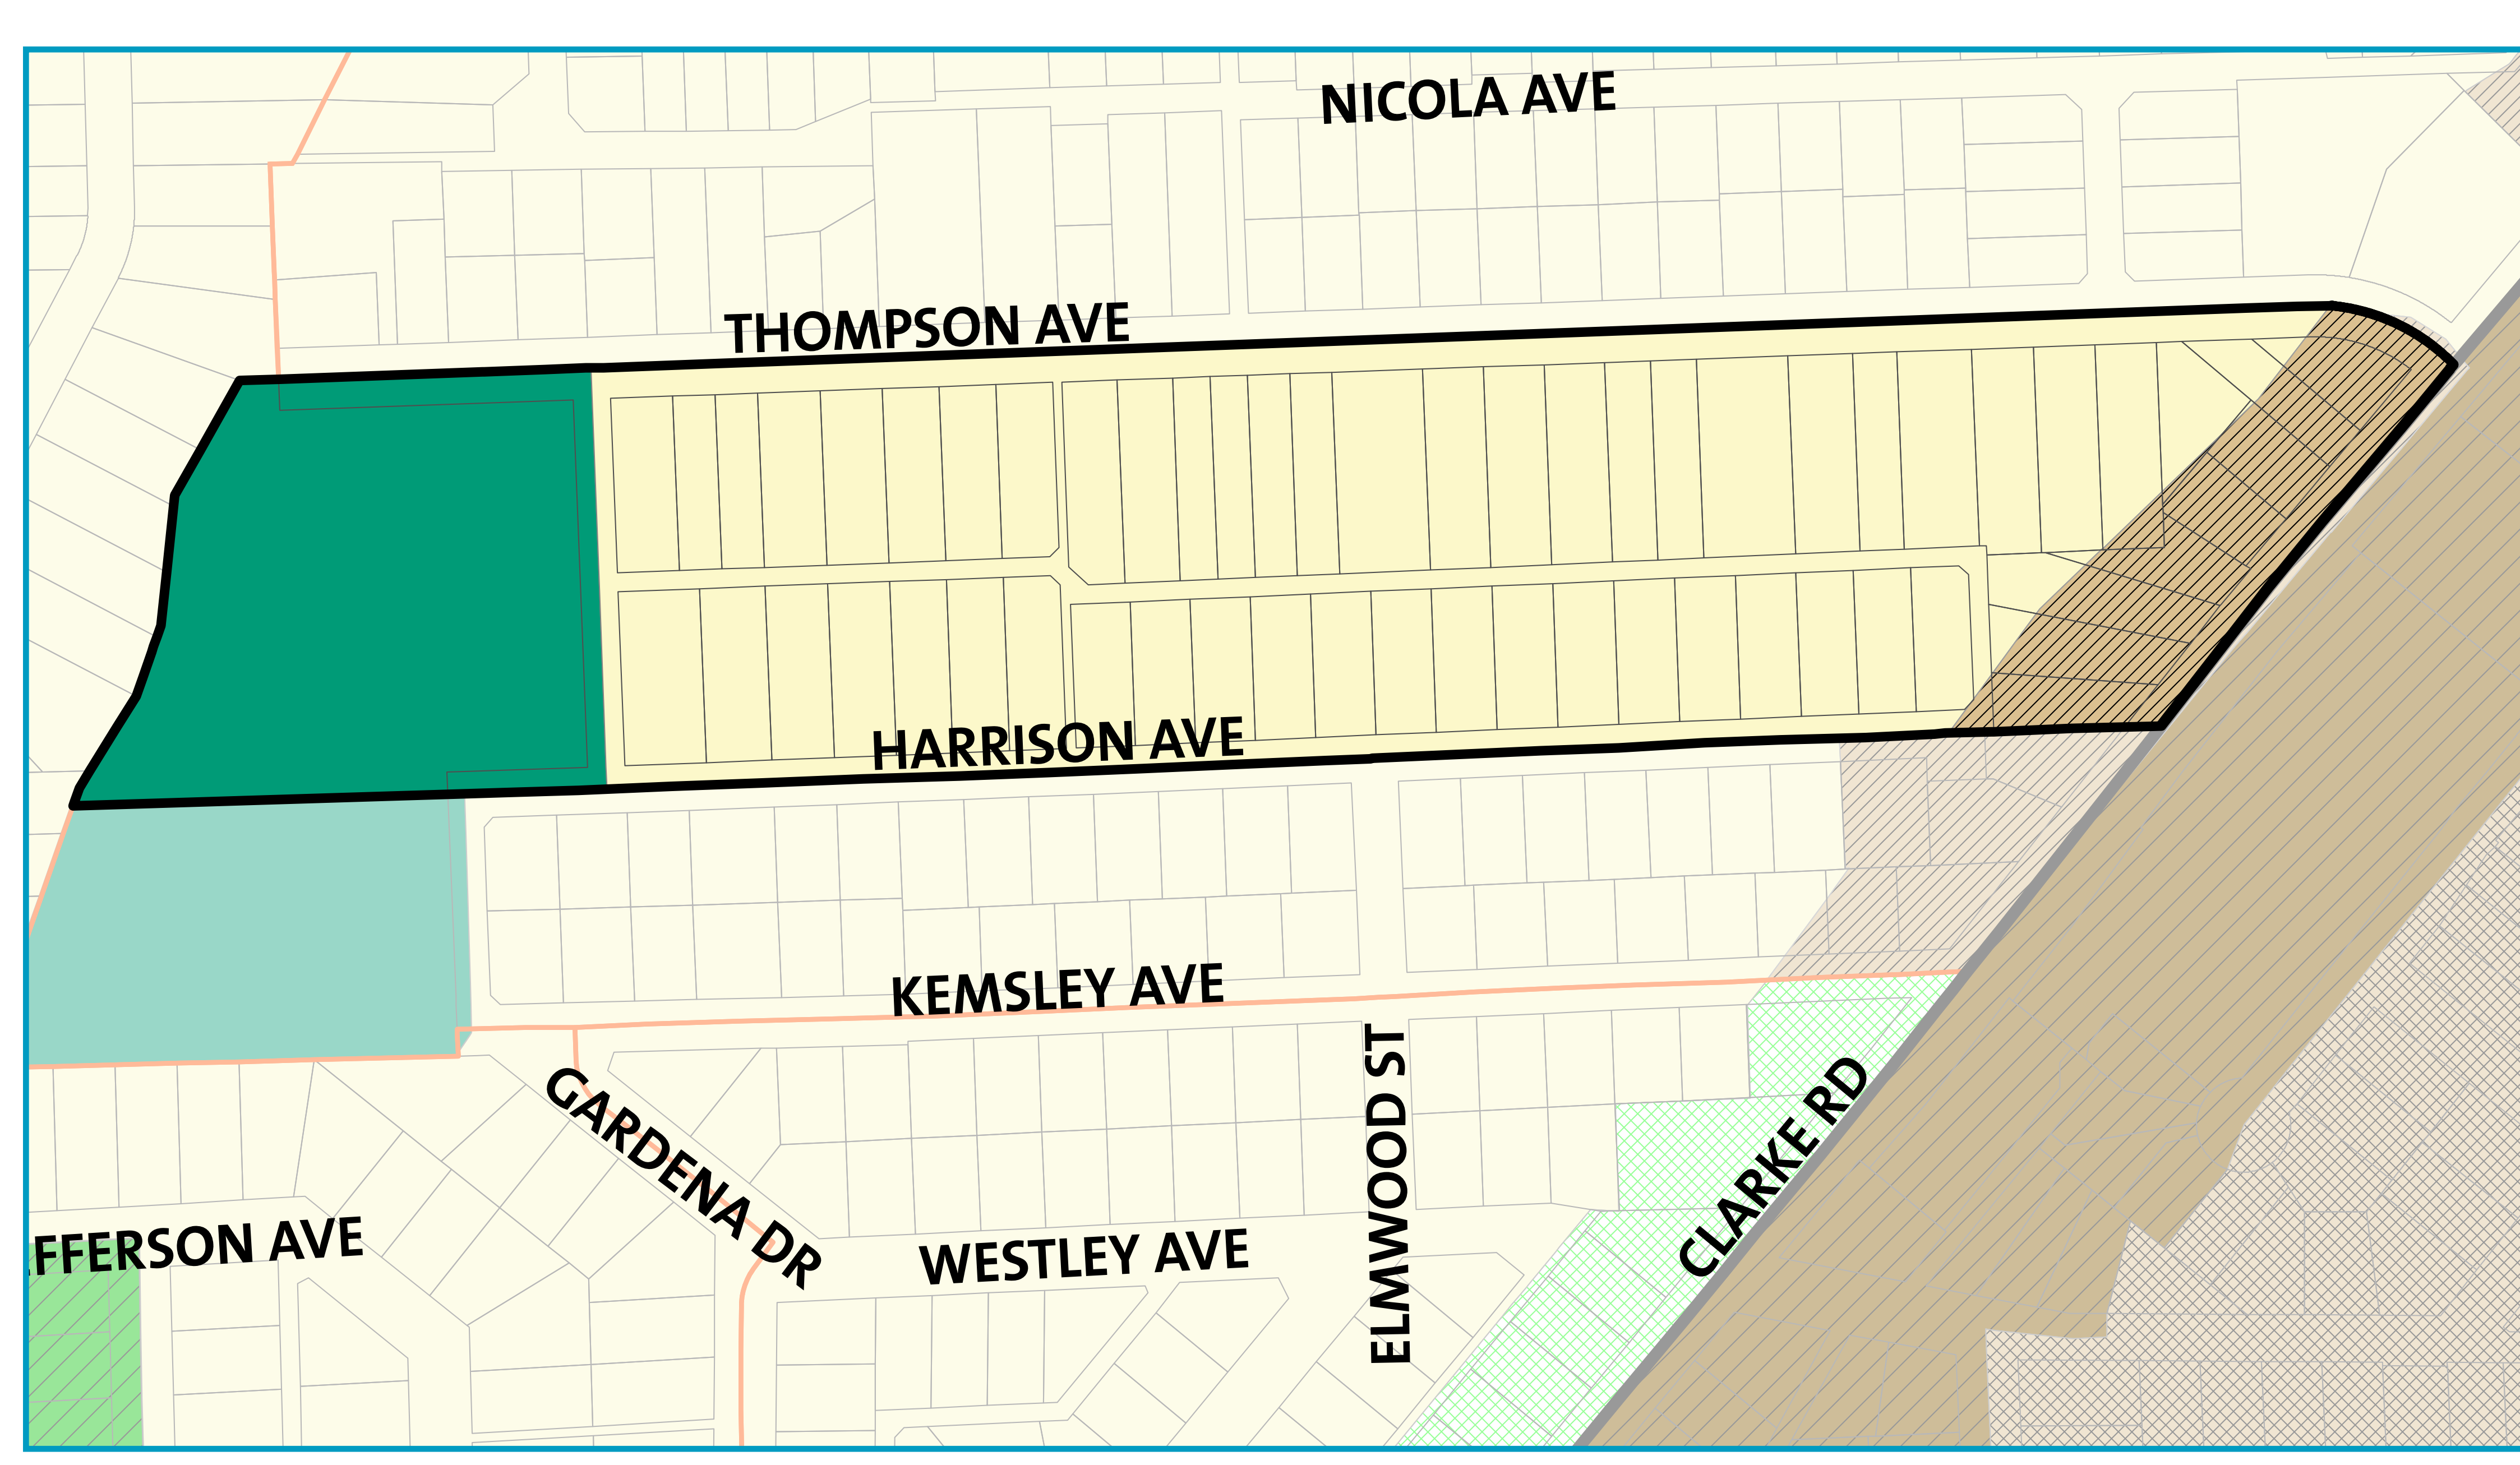 NICOLA AVE
THOMPSON AVE
HARRISON AVE
KEMSLEY AVE
GARDENA DR
ELMWOOD ST
CLARKE RD
FFERSON AVE
WESTLEY AVE